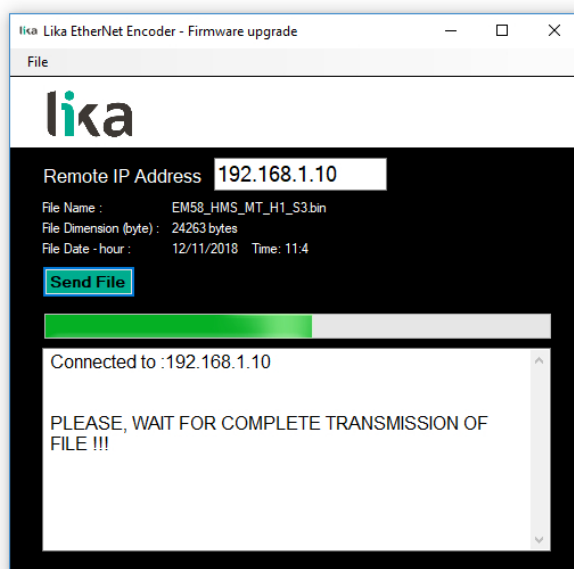 lika Lika EtherNet Encoder - Firmware upgrade
File
lika
Remote IP Address 192.168.1.10
File Name : EM58_HMS_MT_H1_S3.bin
File Dimension (byte) : 24263 bytes
File Date - hour : 12/11/2018 Time: 11:4
Send File
Connected to :192.168.1.10
PLEASE, WAIT FOR COMPLETE TRANSMISSION OF
FILE !!!